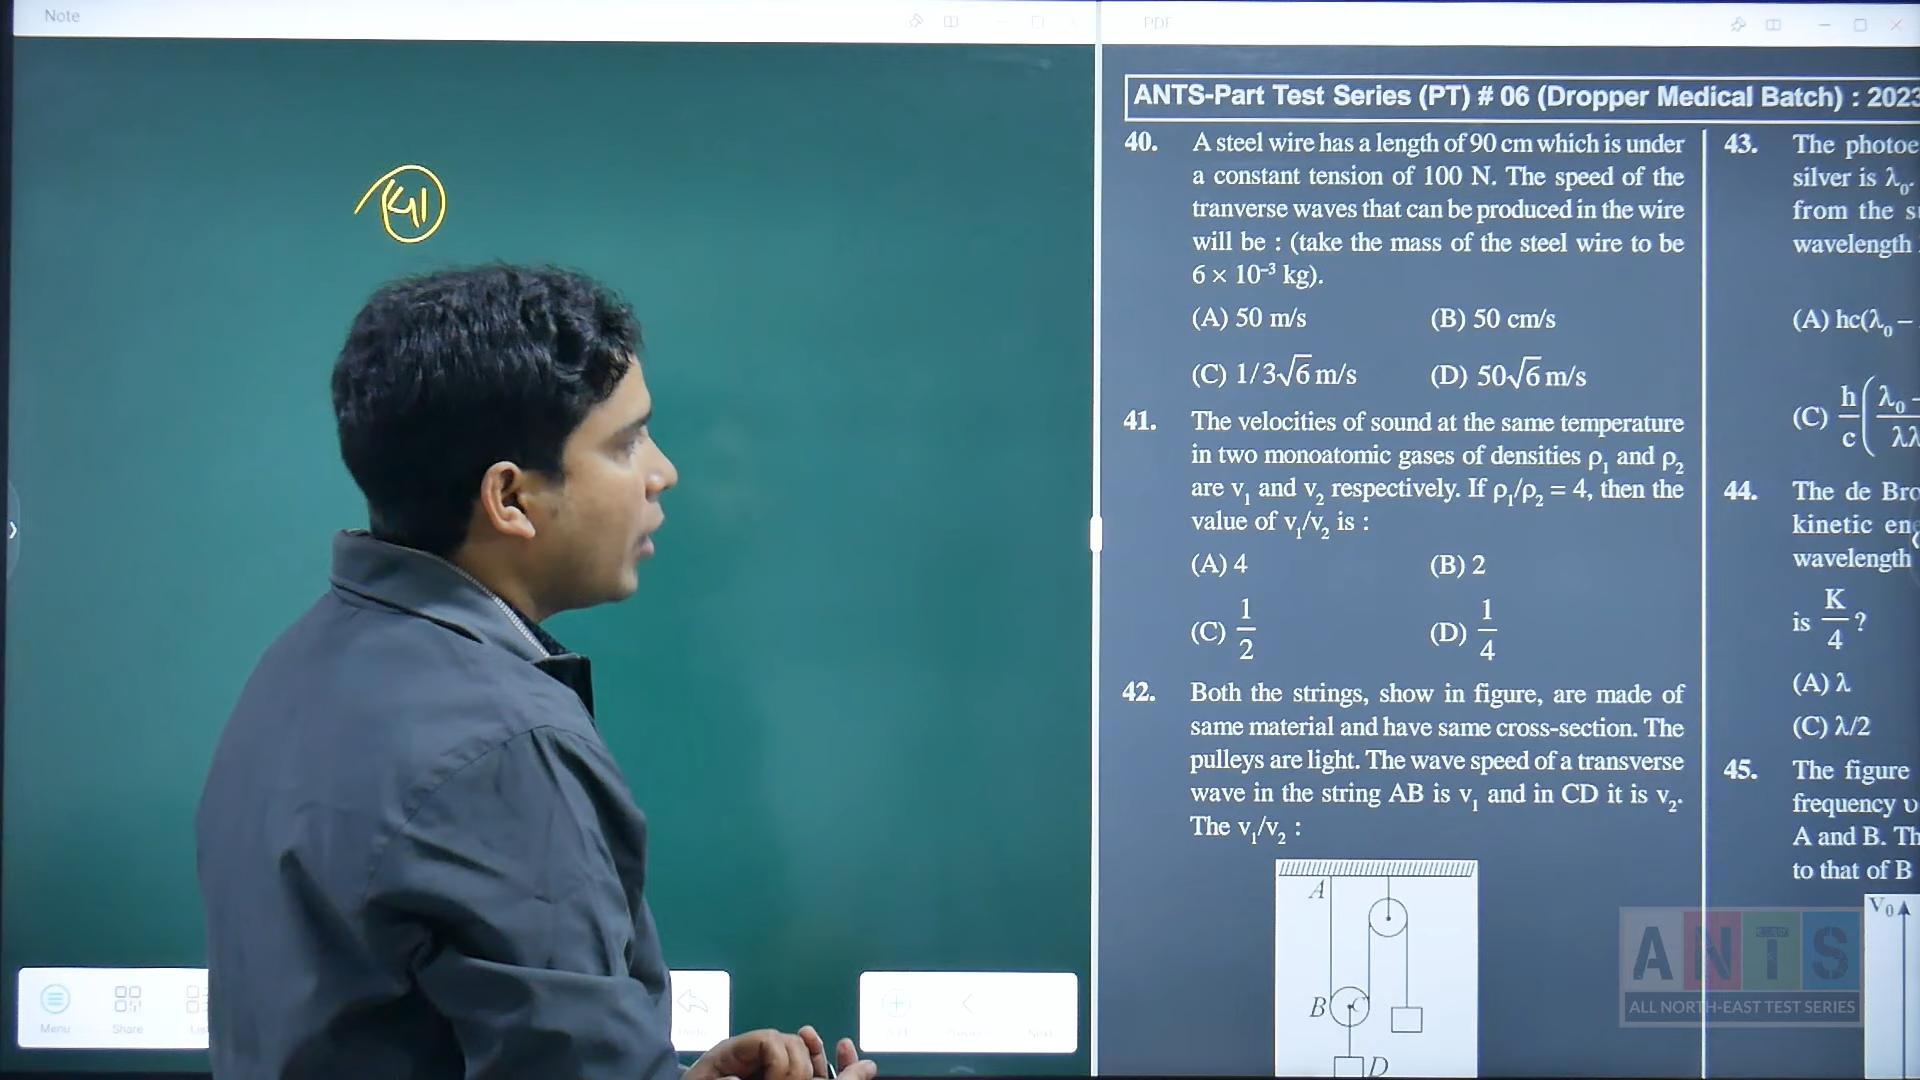 Note
PDF
ANTS-Part Test Series (PT) # 06 (Dropper Medical Batch) : 2023
41
40. A steel wire has a length of 90 cm which is under
a constant tension of 100 N. The speed of the
tranverse waves that can be produced in the wire
will be : (take the mass of the steel wire to be
6 × 10⁻³ kg).
(A) 50 m/s (B) 50 cm/s
(C) 1/3√6 m/s (D) 50√6 m/s
41. The velocities of sound at the same temperature
in two monoatomic gases of densities ρ₁ and ρ₂
are v₁ and v₂ respectively. If ρ₁/ρ₂ = 4, then the
value of v₁/v₂ is :
(A) 4 (B) 2
(C) 1/2 (D) 1/4
42. Both the strings, show in figure, are made of
same material and have same cross-section. The
pulleys are light. The wave speed of a transverse
wave in the string AB is v₁ and in CD it is v₂.
The v₁/v₂ :
A
B C
D
43. The photoe
silver is λ₀.
from the s
wavelength
(A) hc(λ₀ –
(C) h/c (λ₀ - / λλ
44. The de Bro
kinetic ene
wavelength
is K/4 ?
(A) λ
(C) λ/2
45. The figure
frequency υ
A and B. Th
to that of B
V₀
ANTS
ALL NORTH-EAST TEST SERIES
Menu Share